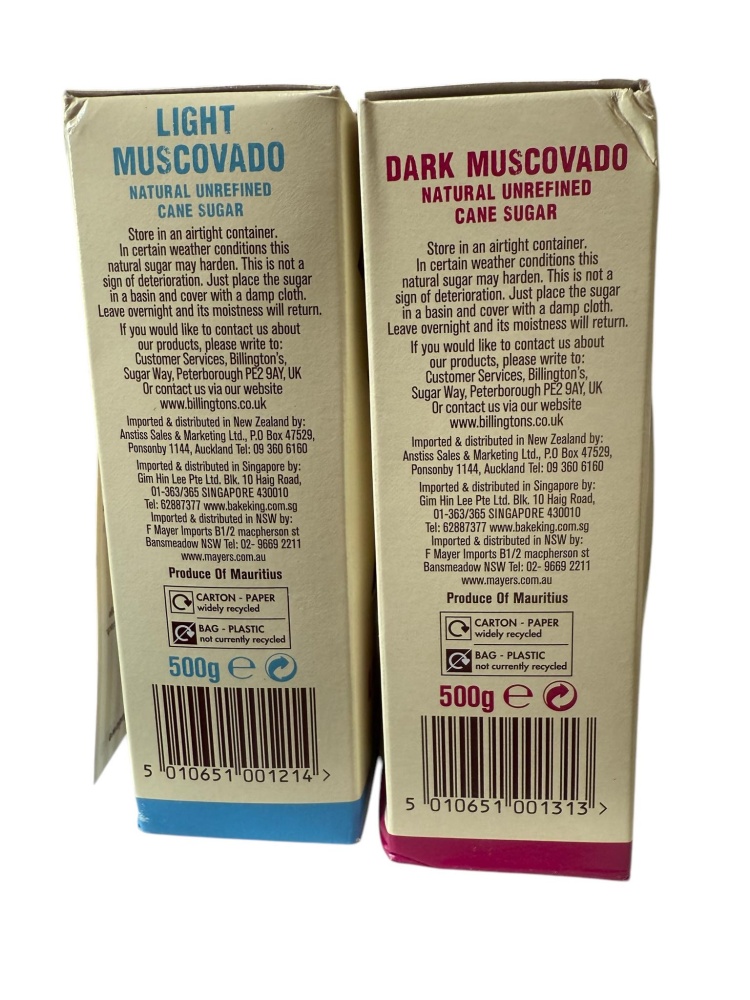 LIGHT
MUSCOVADO
NATURAL UNREFINED
CANE SUGAR
Store in an airtight container.
In certain weather conditions this
natural sugar may harden. This is not a
sign of deterioration. Just place the sugar
in a basin and cover with a damp cloth.
Leave overnight and its moistness will return.
If you would like to contact us about
our products, please write to:
Customer Services, Billington's,
Sugar Way, Peterborough PE2 9AY, UK
Or contact us via our website
www.billingtons.co.uk
Imported & distributed in New Zealand by:
Anstiss Sales & Marketing Ltd., P.O Box 47529,
Ponsonby 1144, Auckland Tel: 09 360 6160
Imported & distributed in Singapore by:
Gim Hin Lee Pte Ltd. Blk. 10 Haig Road,
01-363/365 SINGAPORE 430010
Tel: 62887377 www.bakeking.com.sg
Imported & distributed in NSW by:
F Mayer Imports B1/2 macpherson st
Bansmeadow NSW Tel: 02- 9669 2211
www.mayers.com.au
Produce Of Mauritius
CARTON - PAPER
widely recycled
BAG - PLASTIC
not currently recycled
500g ℮
5 010651 001214 >
DARK MUSCOVADO
NATURAL UNREFINED
CANE SUGAR
Store in an airtight container.
In certain weather conditions this
natural sugar may harden. This is not a
sign of deterioration. Just place the sugar
in a basin and cover with a damp cloth.
Leave overnight and its moistness will return.
If you would like to contact us about
our products, please write to:
Customer Services, Billington's,
Sugar Way, Peterborough PE2 9AY, UK
Or contact us via our website
www.billingtons.co.uk
Imported & distributed in New Zealand by:
Anstiss Sales & Marketing Ltd., P.O Box 47529,
Ponsonby 1144, Auckland Tel: 09 360 6160
Imported & distributed in Singapore by:
Gim Hin Lee Pte Ltd. Blk. 10 Haig Road,
01-363/365 SINGAPORE 430010
Tel: 62887377 www.bakeking.com.sg
Imported & distributed in NSW by:
F Mayer Imports B1/2 macpherson st
Bansmeadow NSW Tel: 02- 9669 2211
www.mayers.com.au
Produce Of Mauritius
CARTON - PAPER
widely recycled
BAG - PLASTIC
not currently recycled
500g ℮
5 010651 001313 >